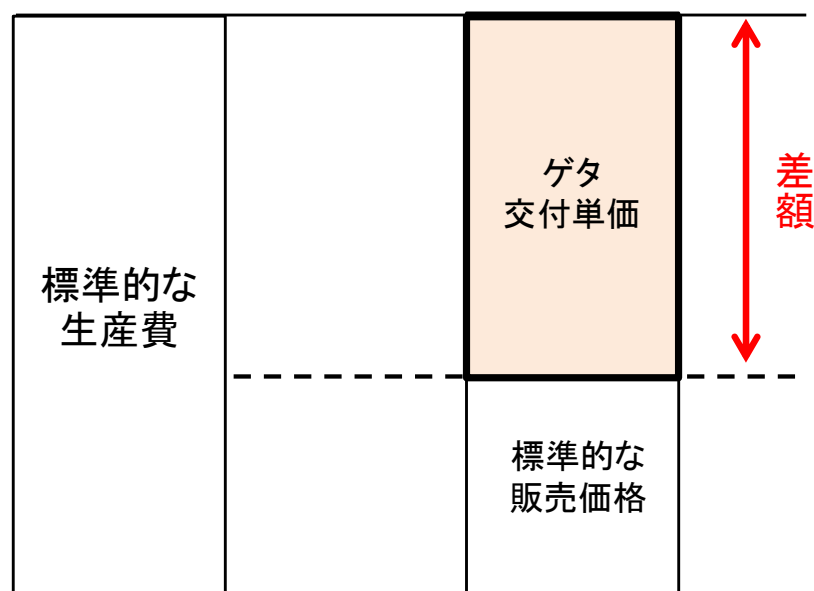 標準的な
生産費
ゲタ
交付単価
差額
標準的な
販売価格